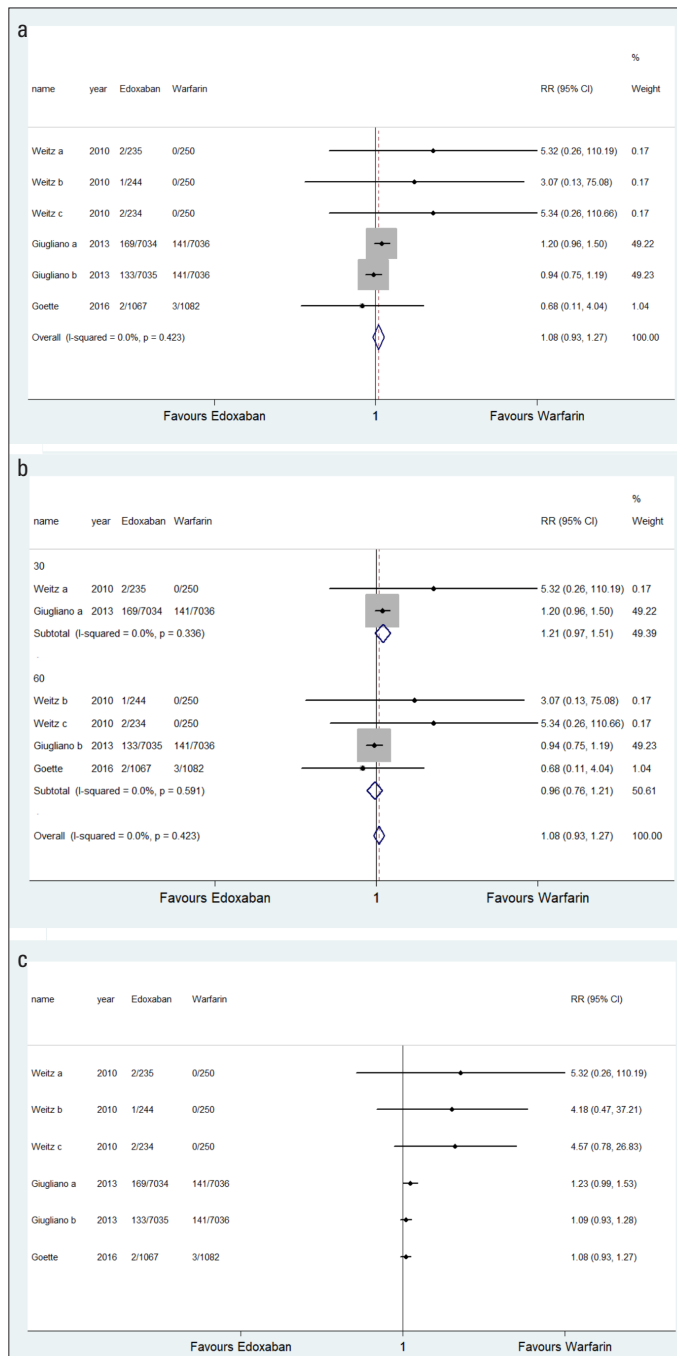 a
%
name year Edoxaban Warfarin RR (95% CI) Weight
Weitz a 2010 2/235 0/250 5.32 (0.26, 110.19) 0.17
Weitz b 2010 1/244 0/250 3.07 (0.13, 75.08) 0.17
Weitz c 2010 2/234 0/250 5.34 (0.26, 110.66) 0.17
Giugliano a 2013 169/7034 141/7036 1.20 (0.96, 1.50) 49.22
Giugliano b 2013 133/7035 141/7036 0.94 (0.75, 1.19) 49.23
Goette 2016 2/1067 3/1082 0.68 (0.11, 4.04) 1.04
Overall (I-squared = 0.0%, p = 0.423) 1.08 (0.93, 1.27) 100.00
Favours Edoxaban 1 Favours Warfarin
b
%
name year Edoxaban Warfarin RR (95% CI) Weight
30
Weitz a 2010 2/235 0/250 5.32 (0.26, 110.19) 0.17
Giugliano a 2013 169/7034 141/7036 1.20 (0.96, 1.50) 49.22
Subtotal (I-squared = 0.0%, p = 0.336) 1.21 (0.97, 1.51) 49.39
.
60
Weitz b 2010 1/244 0/250 3.07 (0.13, 75.08) 0.17
Weitz c 2010 2/234 0/250 5.34 (0.26, 110.66) 0.17
Giugliano b 2013 133/7035 141/7036 0.94 (0.75, 1.19) 49.23
Goette 2016 2/1067 3/1082 0.68 (0.11, 4.04) 1.04
Subtotal (I-squared = 0.0%, p = 0.591) 0.96 (0.76, 1.21) 50.61
.
Overall (I-squared = 0.0%, p = 0.423) 1.08 (0.93, 1.27) 100.00
Favours Edoxaban 1 Favours Warfarin
c
name year Edoxaban Warfarin RR (95% CI)
Weitz a 2010 2/235 0/250 5.32 (0.26, 110.19)
Weitz b 2010 1/244 0/250 4.18 (0.47, 37.21)
Weitz c 2010 2/234 0/250 4.57 (0.78, 26.83)
Giugliano a 2013 169/7034 141/7036 1.23 (0.99, 1.53)
Giugliano b 2013 133/7035 141/7036 1.09 (0.93, 1.28)
Goette 2016 2/1067 3/1082 1.08 (0.93, 1.27)
Favours Edoxaban 1 Favours Warfarin